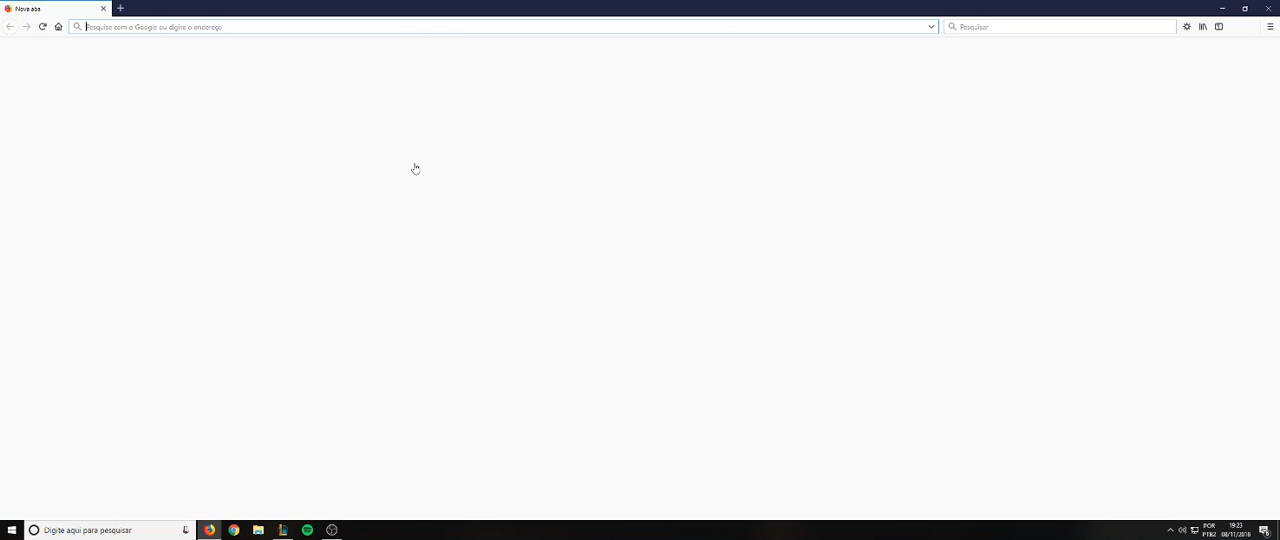 Nova aba
Pesquise com o Google ou digite o endereço
Pesquisar
Digite aqui para pesquisar
POR
PTB2
19:23
08/11/2018